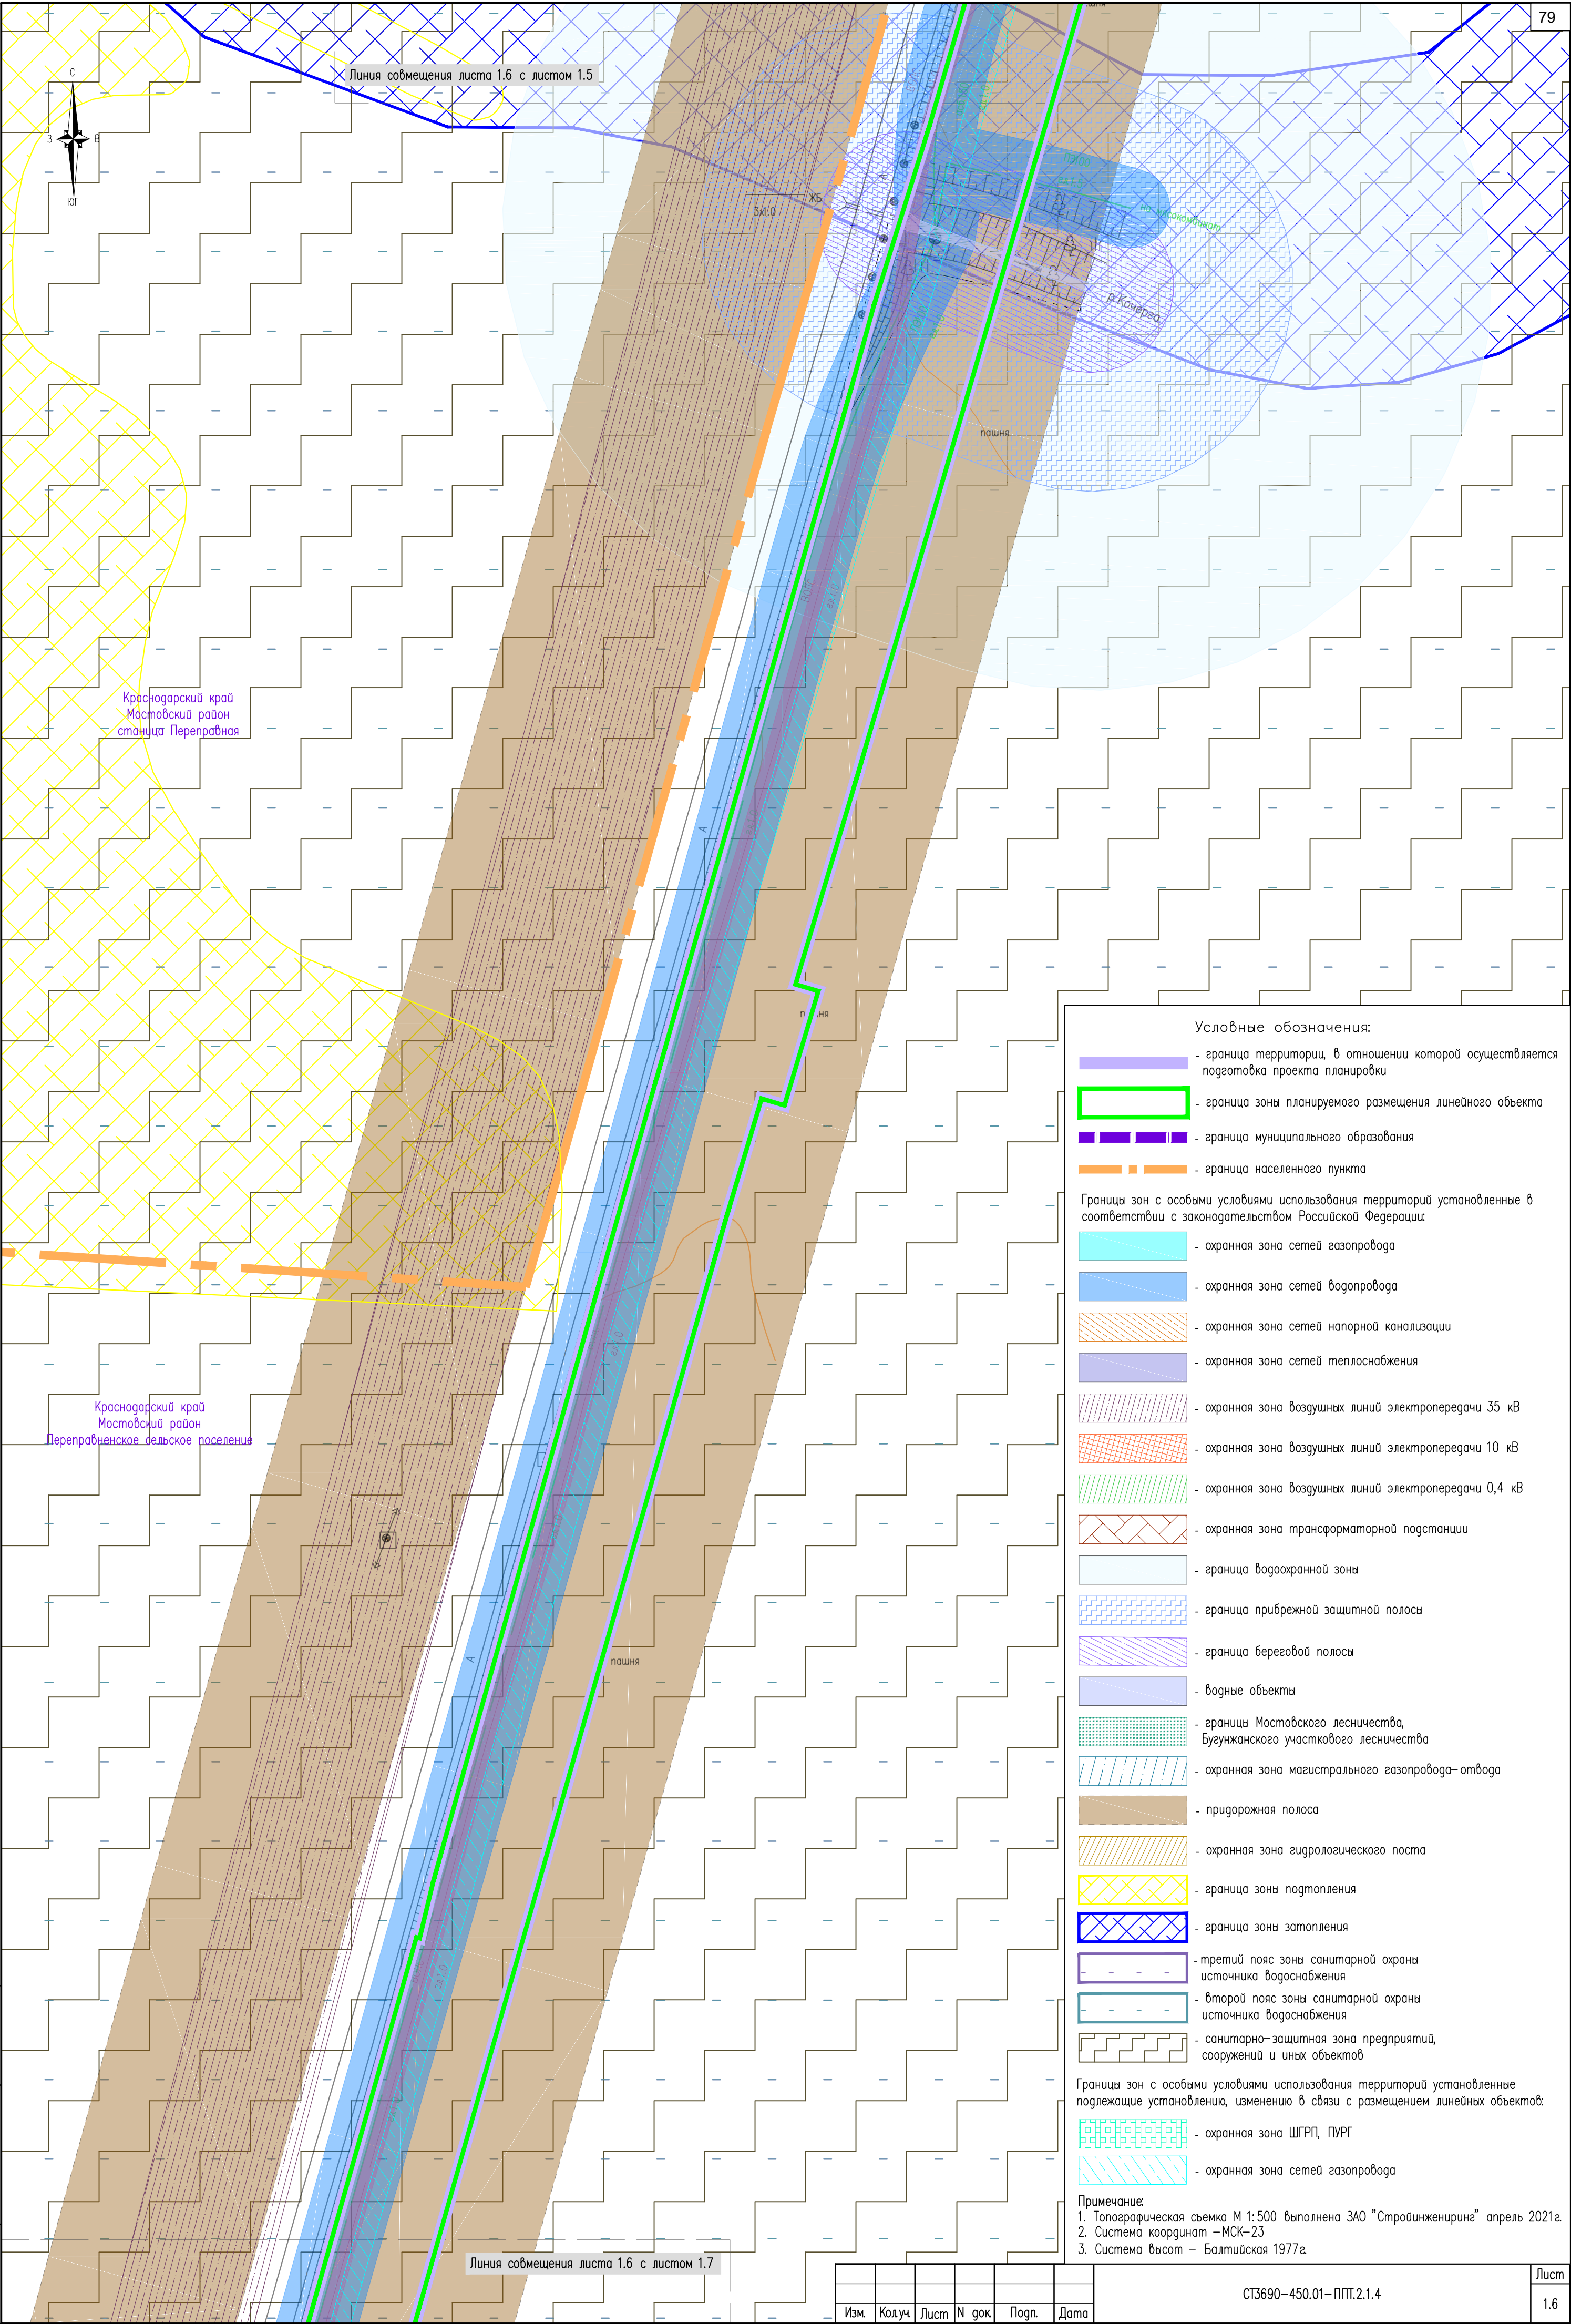 79
пашня
Линия совмещения листа 1.6 с листом 1.5
С
З В
ЮГ
ЖБ
3х1.0
р.Кочерга
пашня
Краснодарский край
Мостовский район
станица Переправная
А
Краснодарский край
Мостовский район
Переправненское сельское поселение
А
пашня
Линия совмещения листа 1.6 с листом 1.7
Условные обозначения:
- граница территории, в отношении которой осуществляется
подготовка проекта планировки
- граница зоны планируемого размещения линейного объекта
- граница муниципального образования
- граница населенного пункта
Границы зон с особыми условиями использования территорий установленные в
соответствии с законодательством Российской Федерации:
- охранная зона сетей газопровода
- охранная зона сетей водопровода
- охранная зона сетей напорной канализации
- охранная зона сетей теплоснабжения
- охранная зона воздушных линий электропередачи 35 кВ
- охранная зона воздушных линий электропередачи 10 кВ
- охранная зона воздушных линий электропередачи 0,4 кВ
- охранная зона трансформаторной подстанции
- граница водоохранной зоны
- граница прибрежной защитной полосы
- граница береговой полосы
- водные объекты
- границы Мостовского лесничества,
Бугунжанского участкового лесничества
- охранная зона магистрального газопровода-отвода
- придорожная полоса
- охранная зона гидрологического поста
- граница зоны подтопления
- граница зоны затопления
- третий пояс зоны санитарной охраны
источника водоснабжения
- второй пояс зоны санитарной охраны
источника водоснабжения
- санитарно-защитная зона предприятий,
сооружений и иных объектов
Границы зон с особыми условиями использования территорий установленные
подлежащие установлению, изменению в связи с размещением линейных объектов:
- охранная зона ШГРП, ПУРГ
- охранная зона сетей газопровода
Примечание:
1. Топографическая съемка М 1:500 выполнена ЗАО "Стройинжениринг" апрель 2021г.
2. Система координат -МСК-23
3. Система высот - Балтийская 1977г.
Изм. Кол.уч Лист N док. Подп. Дата
СТ3690-450.01-ППТ.2.1.4
Лист
1.6